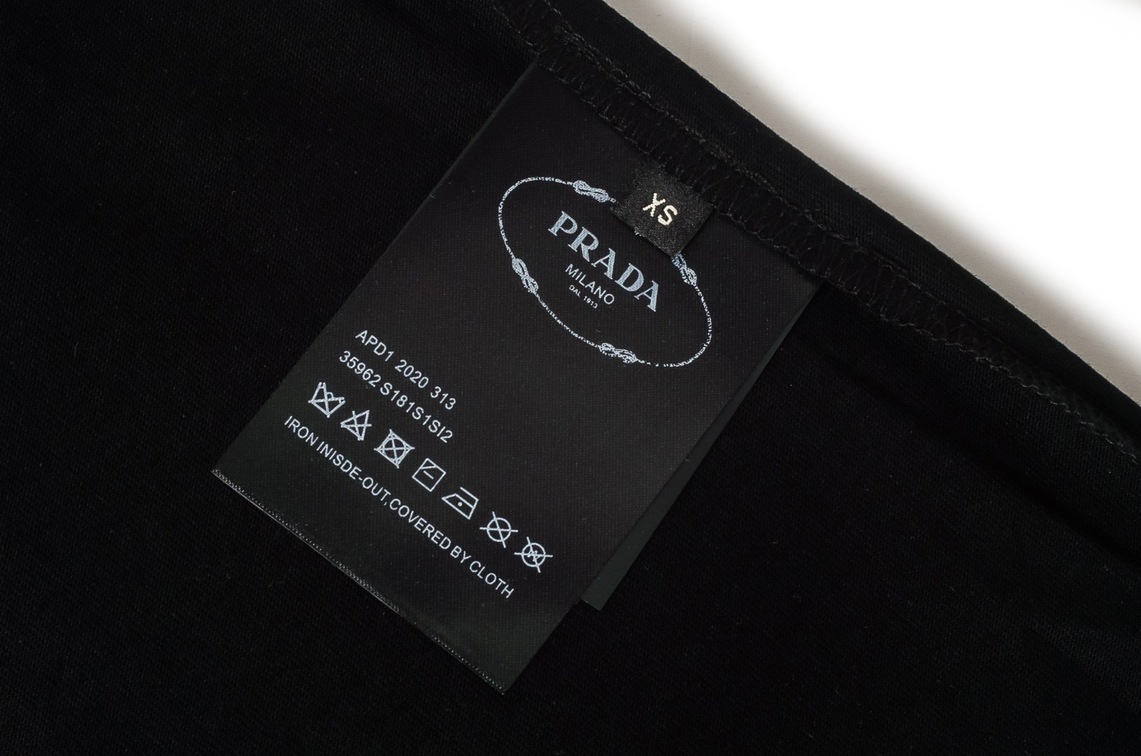 XS
PRADA
MILANO
DAL 1913
APD1 2020 313
35962 S181S1SI2
IRON INISDE-OUT,COVERED BY CLOTH